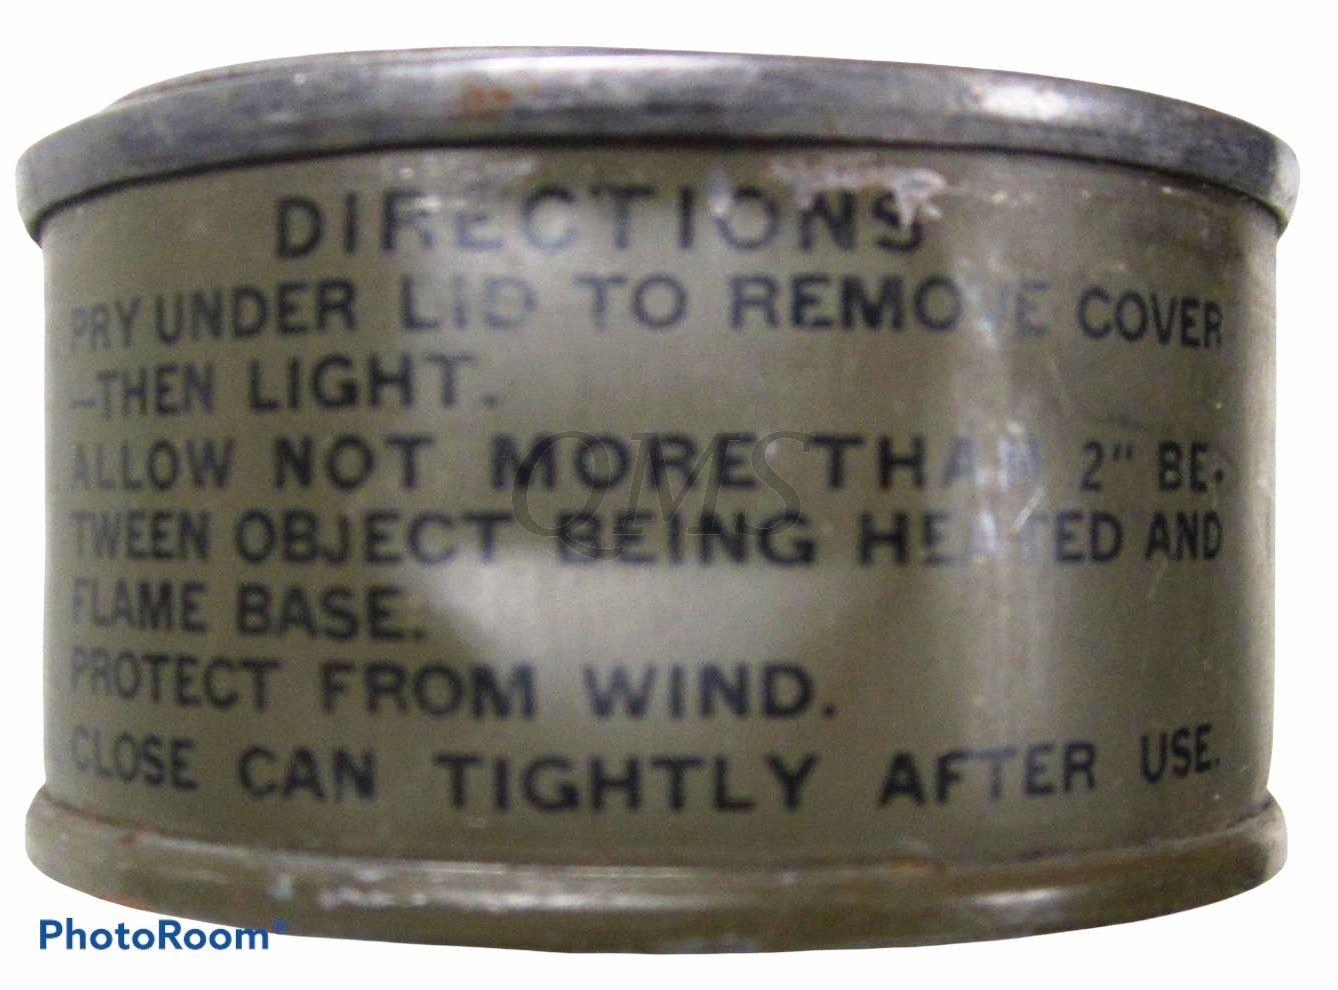 DIRECTIONS
PRY UNDER LID TO REMOVE COVER
—THEN LIGHT.
ALLOW NOT MORE THAN 2" BE-
TWEEN OBJECT BEING HEATED AND
FLAME BASE.
PROTECT FROM WIND.
CLOSE CAN TIGHTLY AFTER USE.
QMS
PhotoRoom®